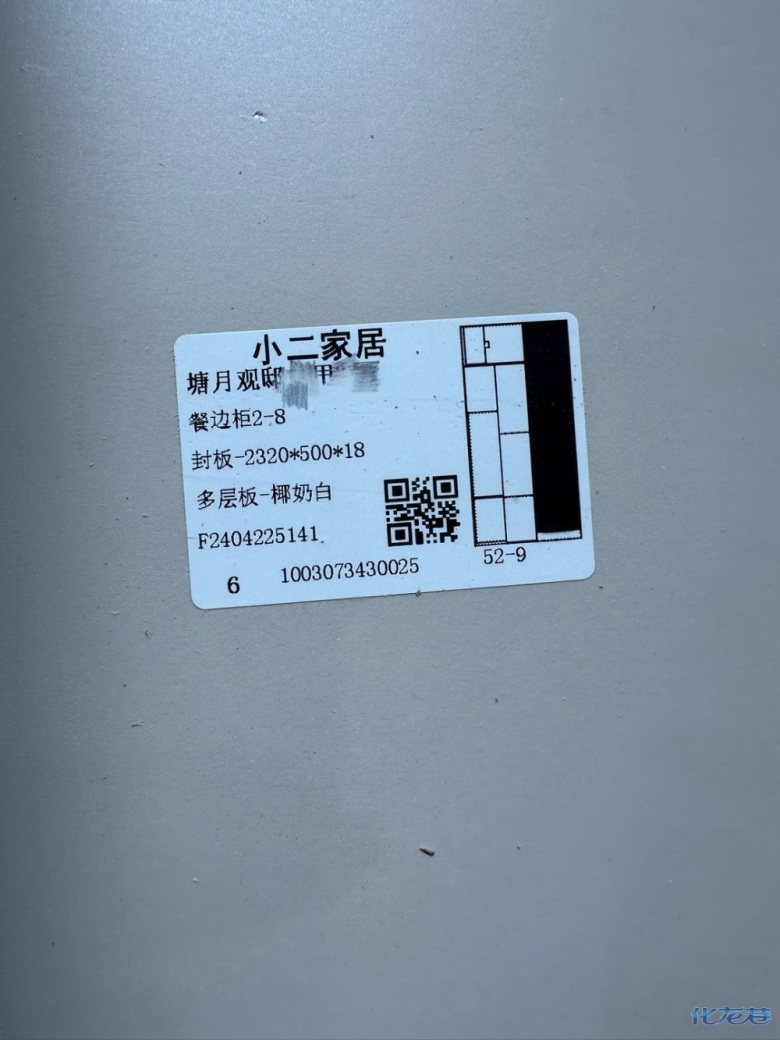 小二家居
塘月观邸 甲
餐边柜2-8
封板-2320*500*18
多层板-椰奶白
F2404225141
6 1003073430025
52-9
化龙巷